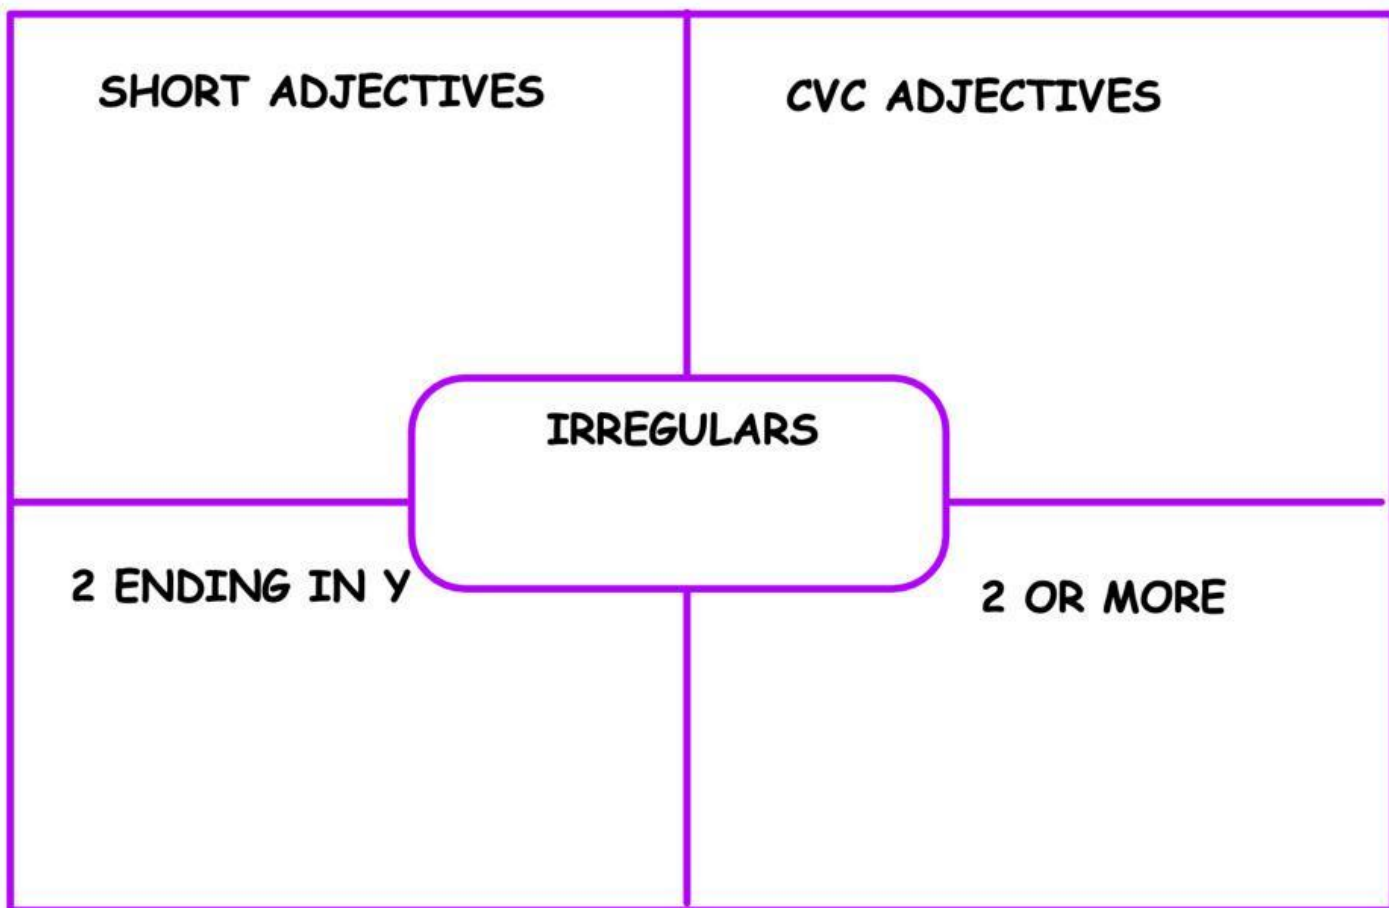 SHORT ADJECTIVES
CVC ADJECTIVES
IRREGULARS
2 ENDING IN Y
2 OR MORE